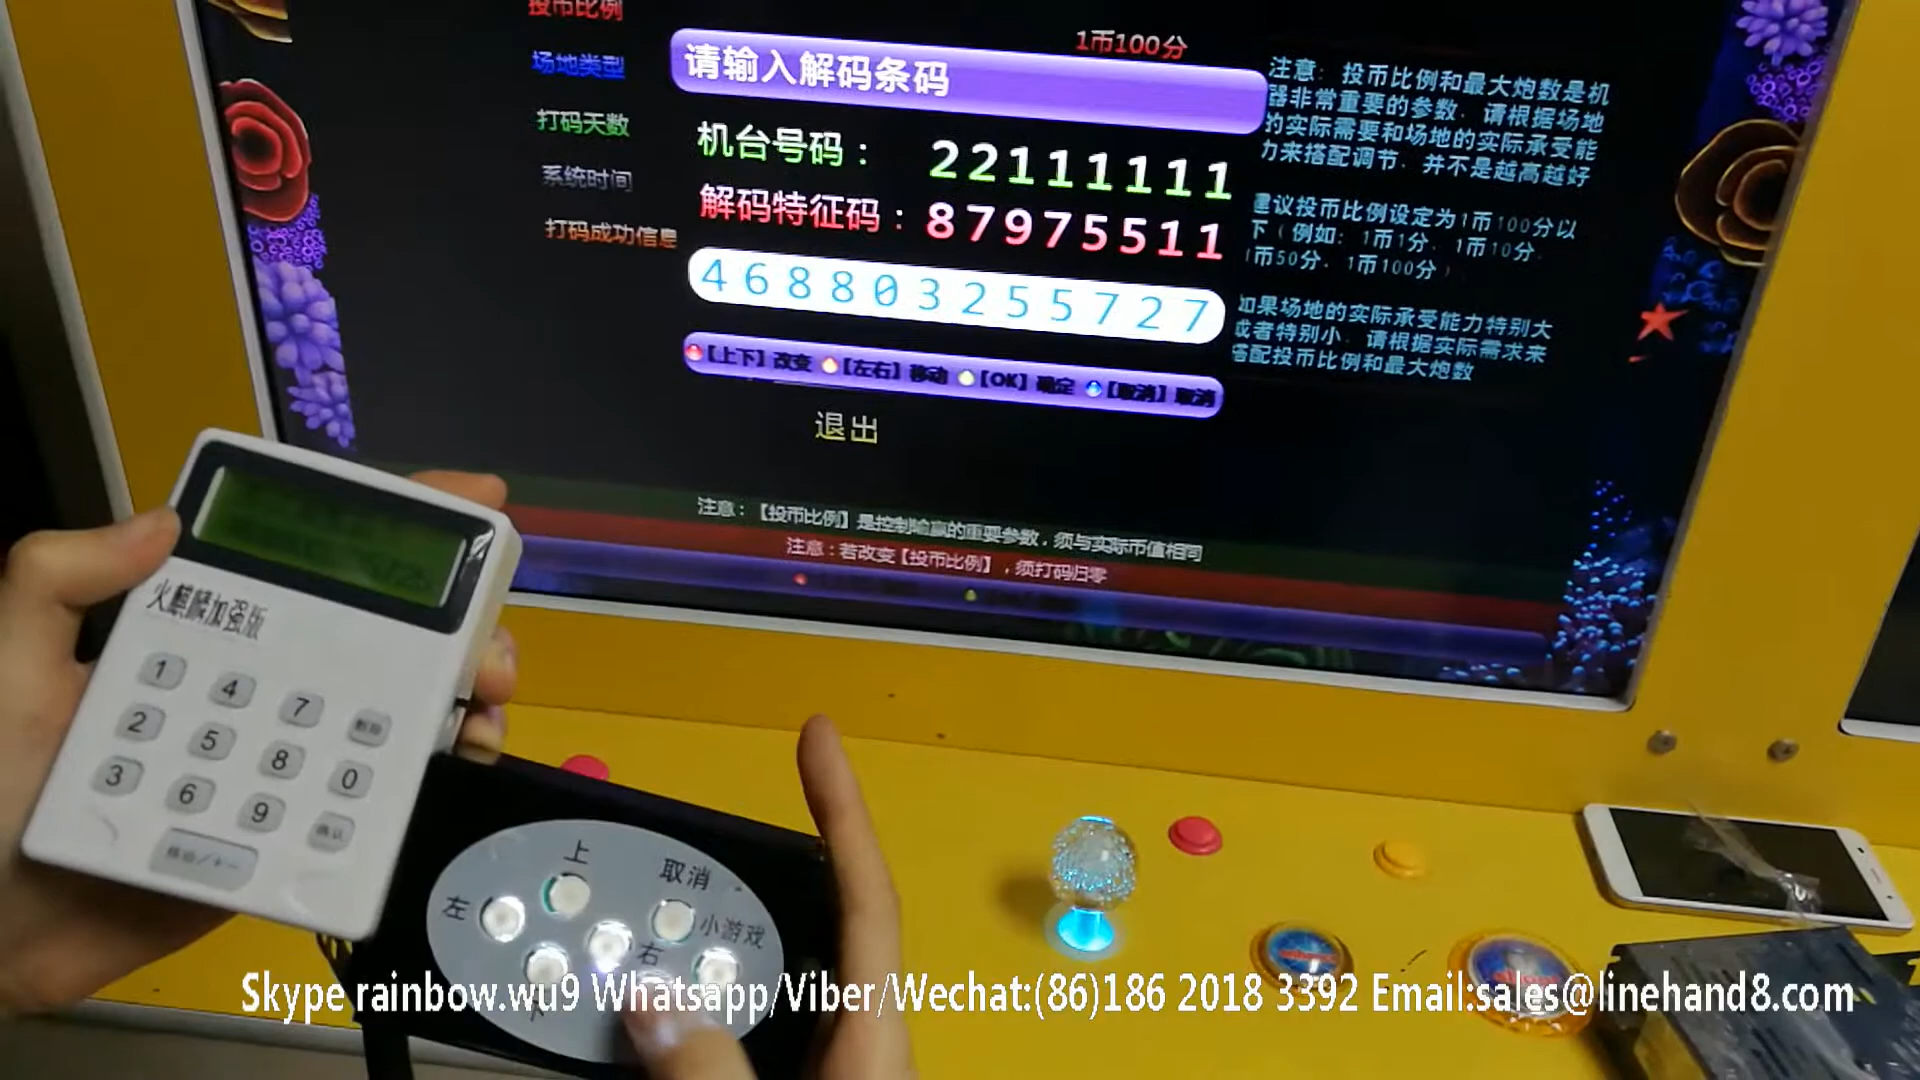 投币比例
1币100分
场地类型
打码天数
系统时间
打码成功信息
请输入解码条码
机台号码： 22111111
解码特征码：87975511
468803255727
【上下】改变 【左右】移动 【OK】确定 【取消】取消
退出
注意：投币比例和最大炮数是机
器非常重要的参数，请根据场地
的实际需要和场地的实际承受能
力来搭配调节，并不是越高越好
建议投币比例设定为1币100分以
下（例如：1币1分、1币10分、
1币50分、1币100分）
如果场地的实际承受能力特别大
或者特别小，请根据实际需求来
搭配投币比例和最大炮数
注意：【投币比例】是控制输赢的重要参数，须与实际币值相同
注意：若改变【投币比例】，须打码归零
火麒麟加强版
1 4 7 删除
2 5 8 0
3 6 9 确认
移动/+−
上
取消
左
小游戏
右
下
Skype rainbow.wu9 Whatsapp/Viber/Wechat:(86)186 2018 3392 Email:sales@linehand8.com